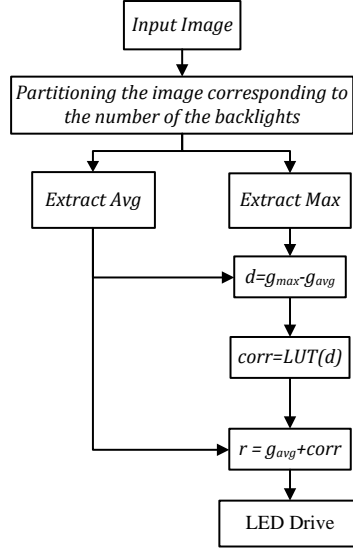 Input Image
Partitioning the image corresponding to
the number of the backlights
Extract Avg
Extract Max
d=gmax-gavg
corr=LUT(d)
r = gavg+corr
LED Drive